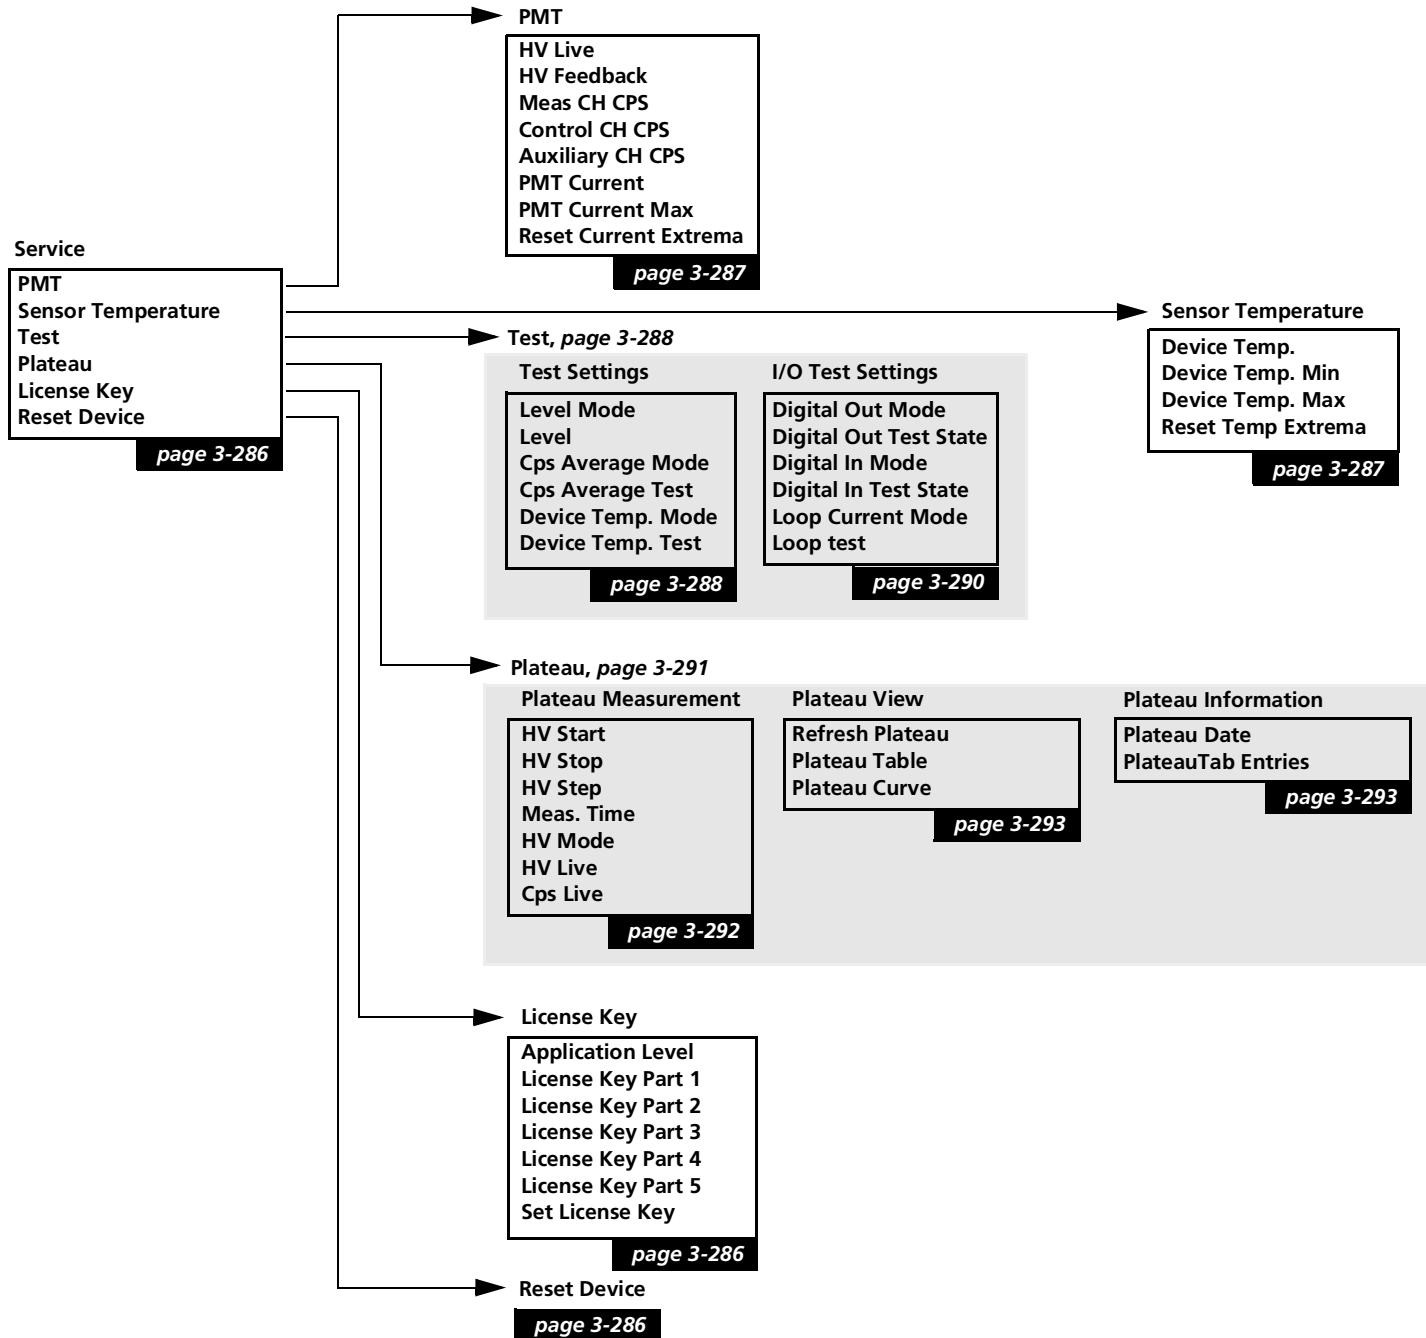 PMT
HV Live
HV Feedback
Meas CH CPS
Control CH CPS
Auxiliary CH CPS
PMT Current
PMT Current Max
Reset Current Extrema
page 3-287
Service
PMT
Sensor Temperature
Test
Plateau
License Key
Reset Device
page 3-286
Sensor Temperature
Device Temp.
Device Temp. Min
Device Temp. Max
Reset Temp Extrema
page 3-287
Test, page 3-288
Test Settings
Level Mode
Level
Cps Average Mode
Cps Average Test
Device Temp. Mode
Device Temp. Test
page 3-288
I/O Test Settings
Digital Out Mode
Digital Out Test State
Digital In Mode
Digital In Test State
Loop Current Mode
Loop test
page 3-290
Plateau, page 3-291
Plateau Measurement
HV Start
HV Stop
HV Step
Meas. Time
HV Mode
HV Live
Cps Live
page 3-292
Plateau View
Refresh Plateau
Plateau Table
Plateau Curve
page 3-293
Plateau Information
Plateau Date
PlateauTab Entries
page 3-293
License Key
Application Level
License Key Part 1
License Key Part 2
License Key Part 3
License Key Part 4
License Key Part 5
Set License Key
page 3-286
Reset Device
page 3-286